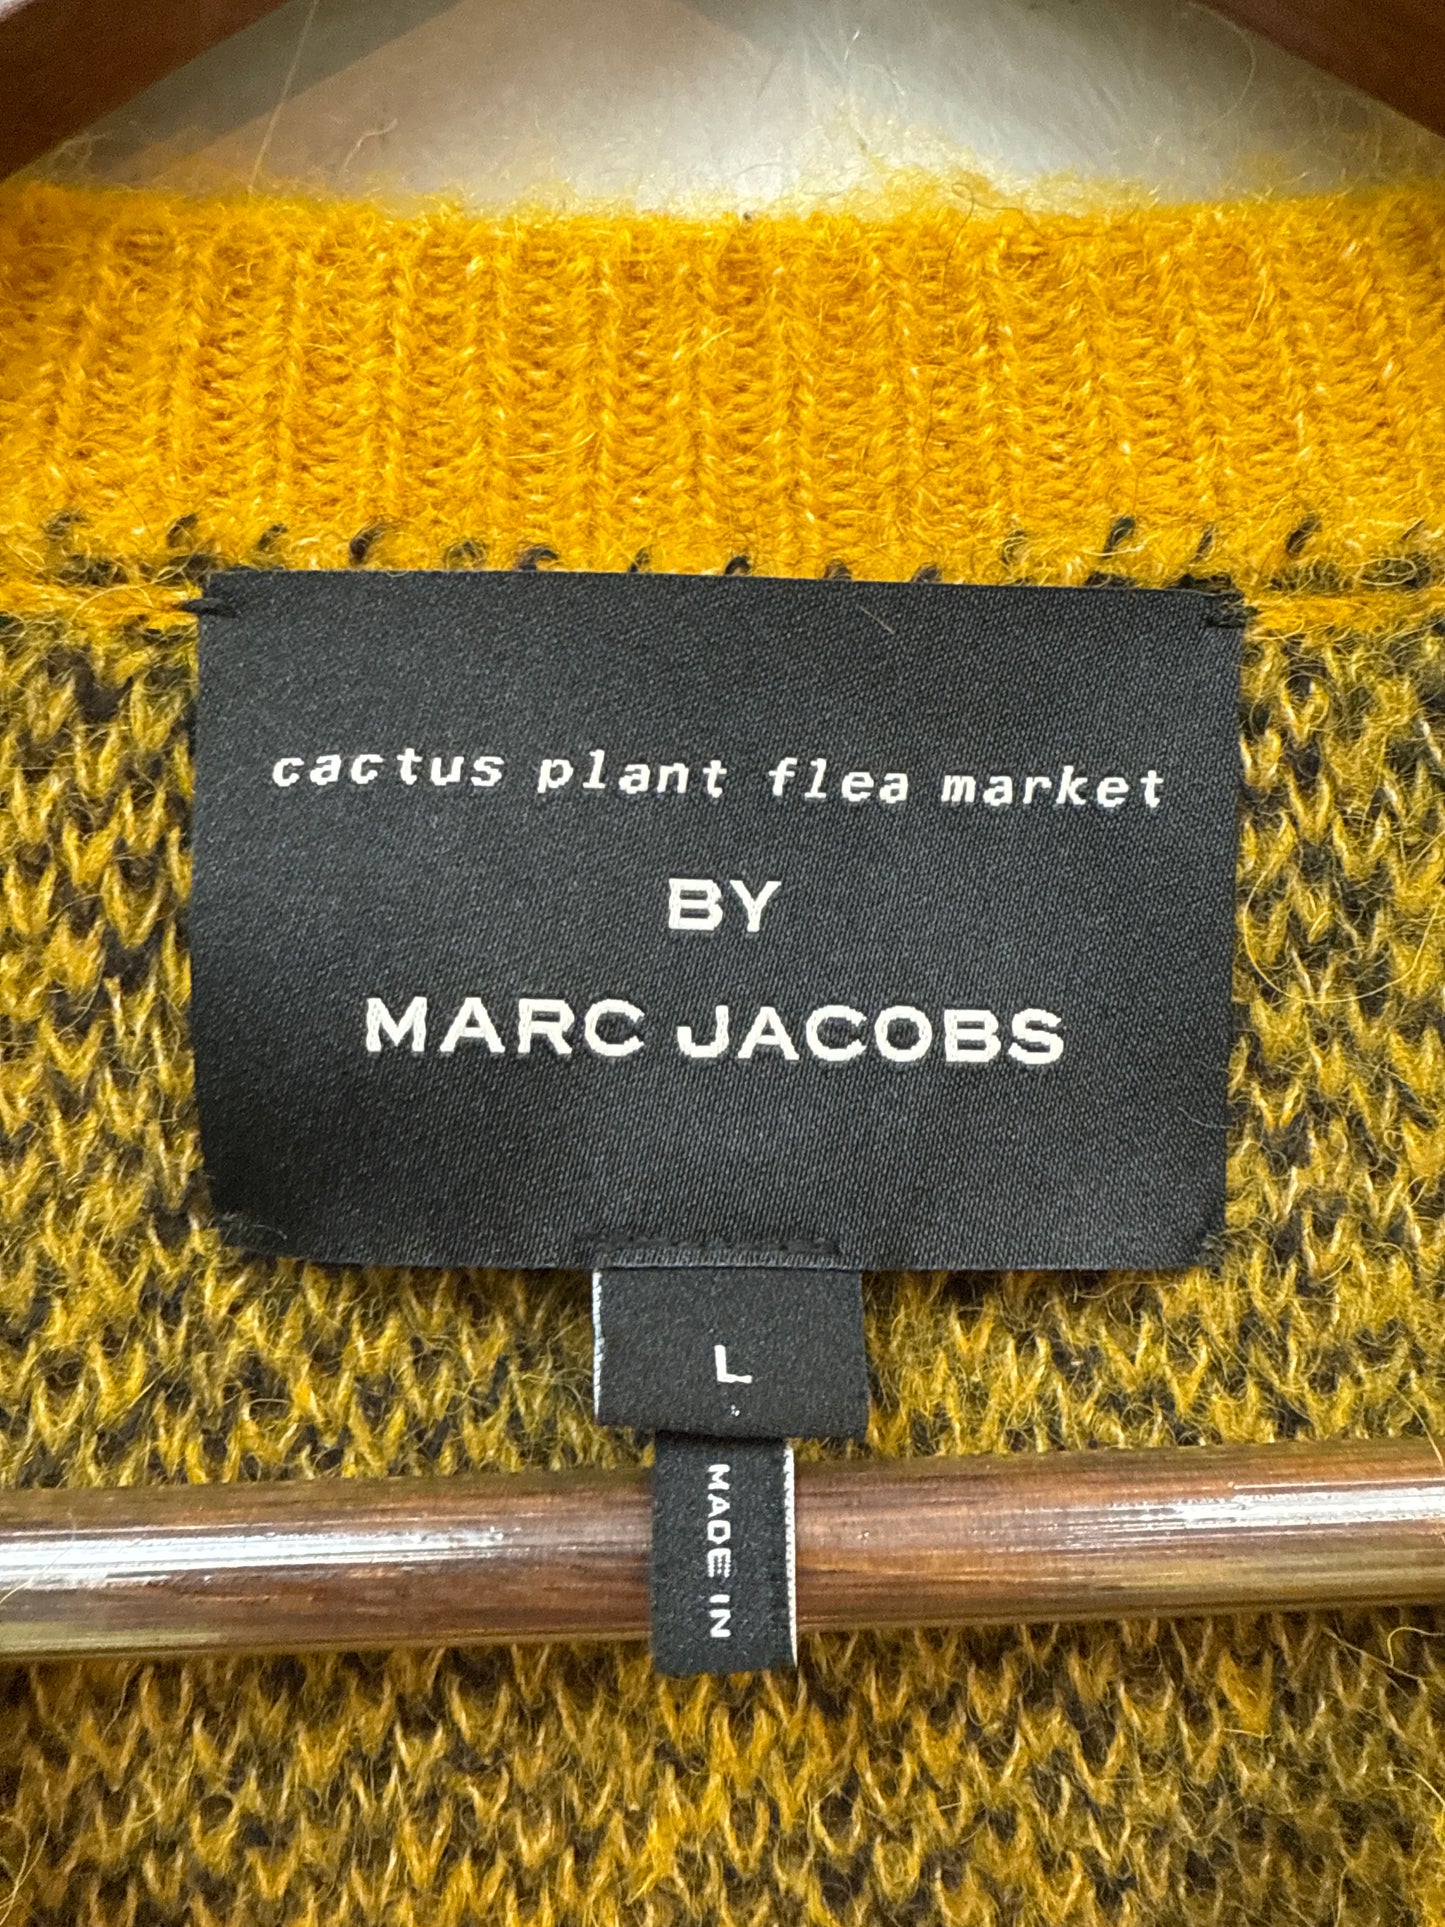 cactus plant flea market
BY
MARC JACOBS
L
MADE IN